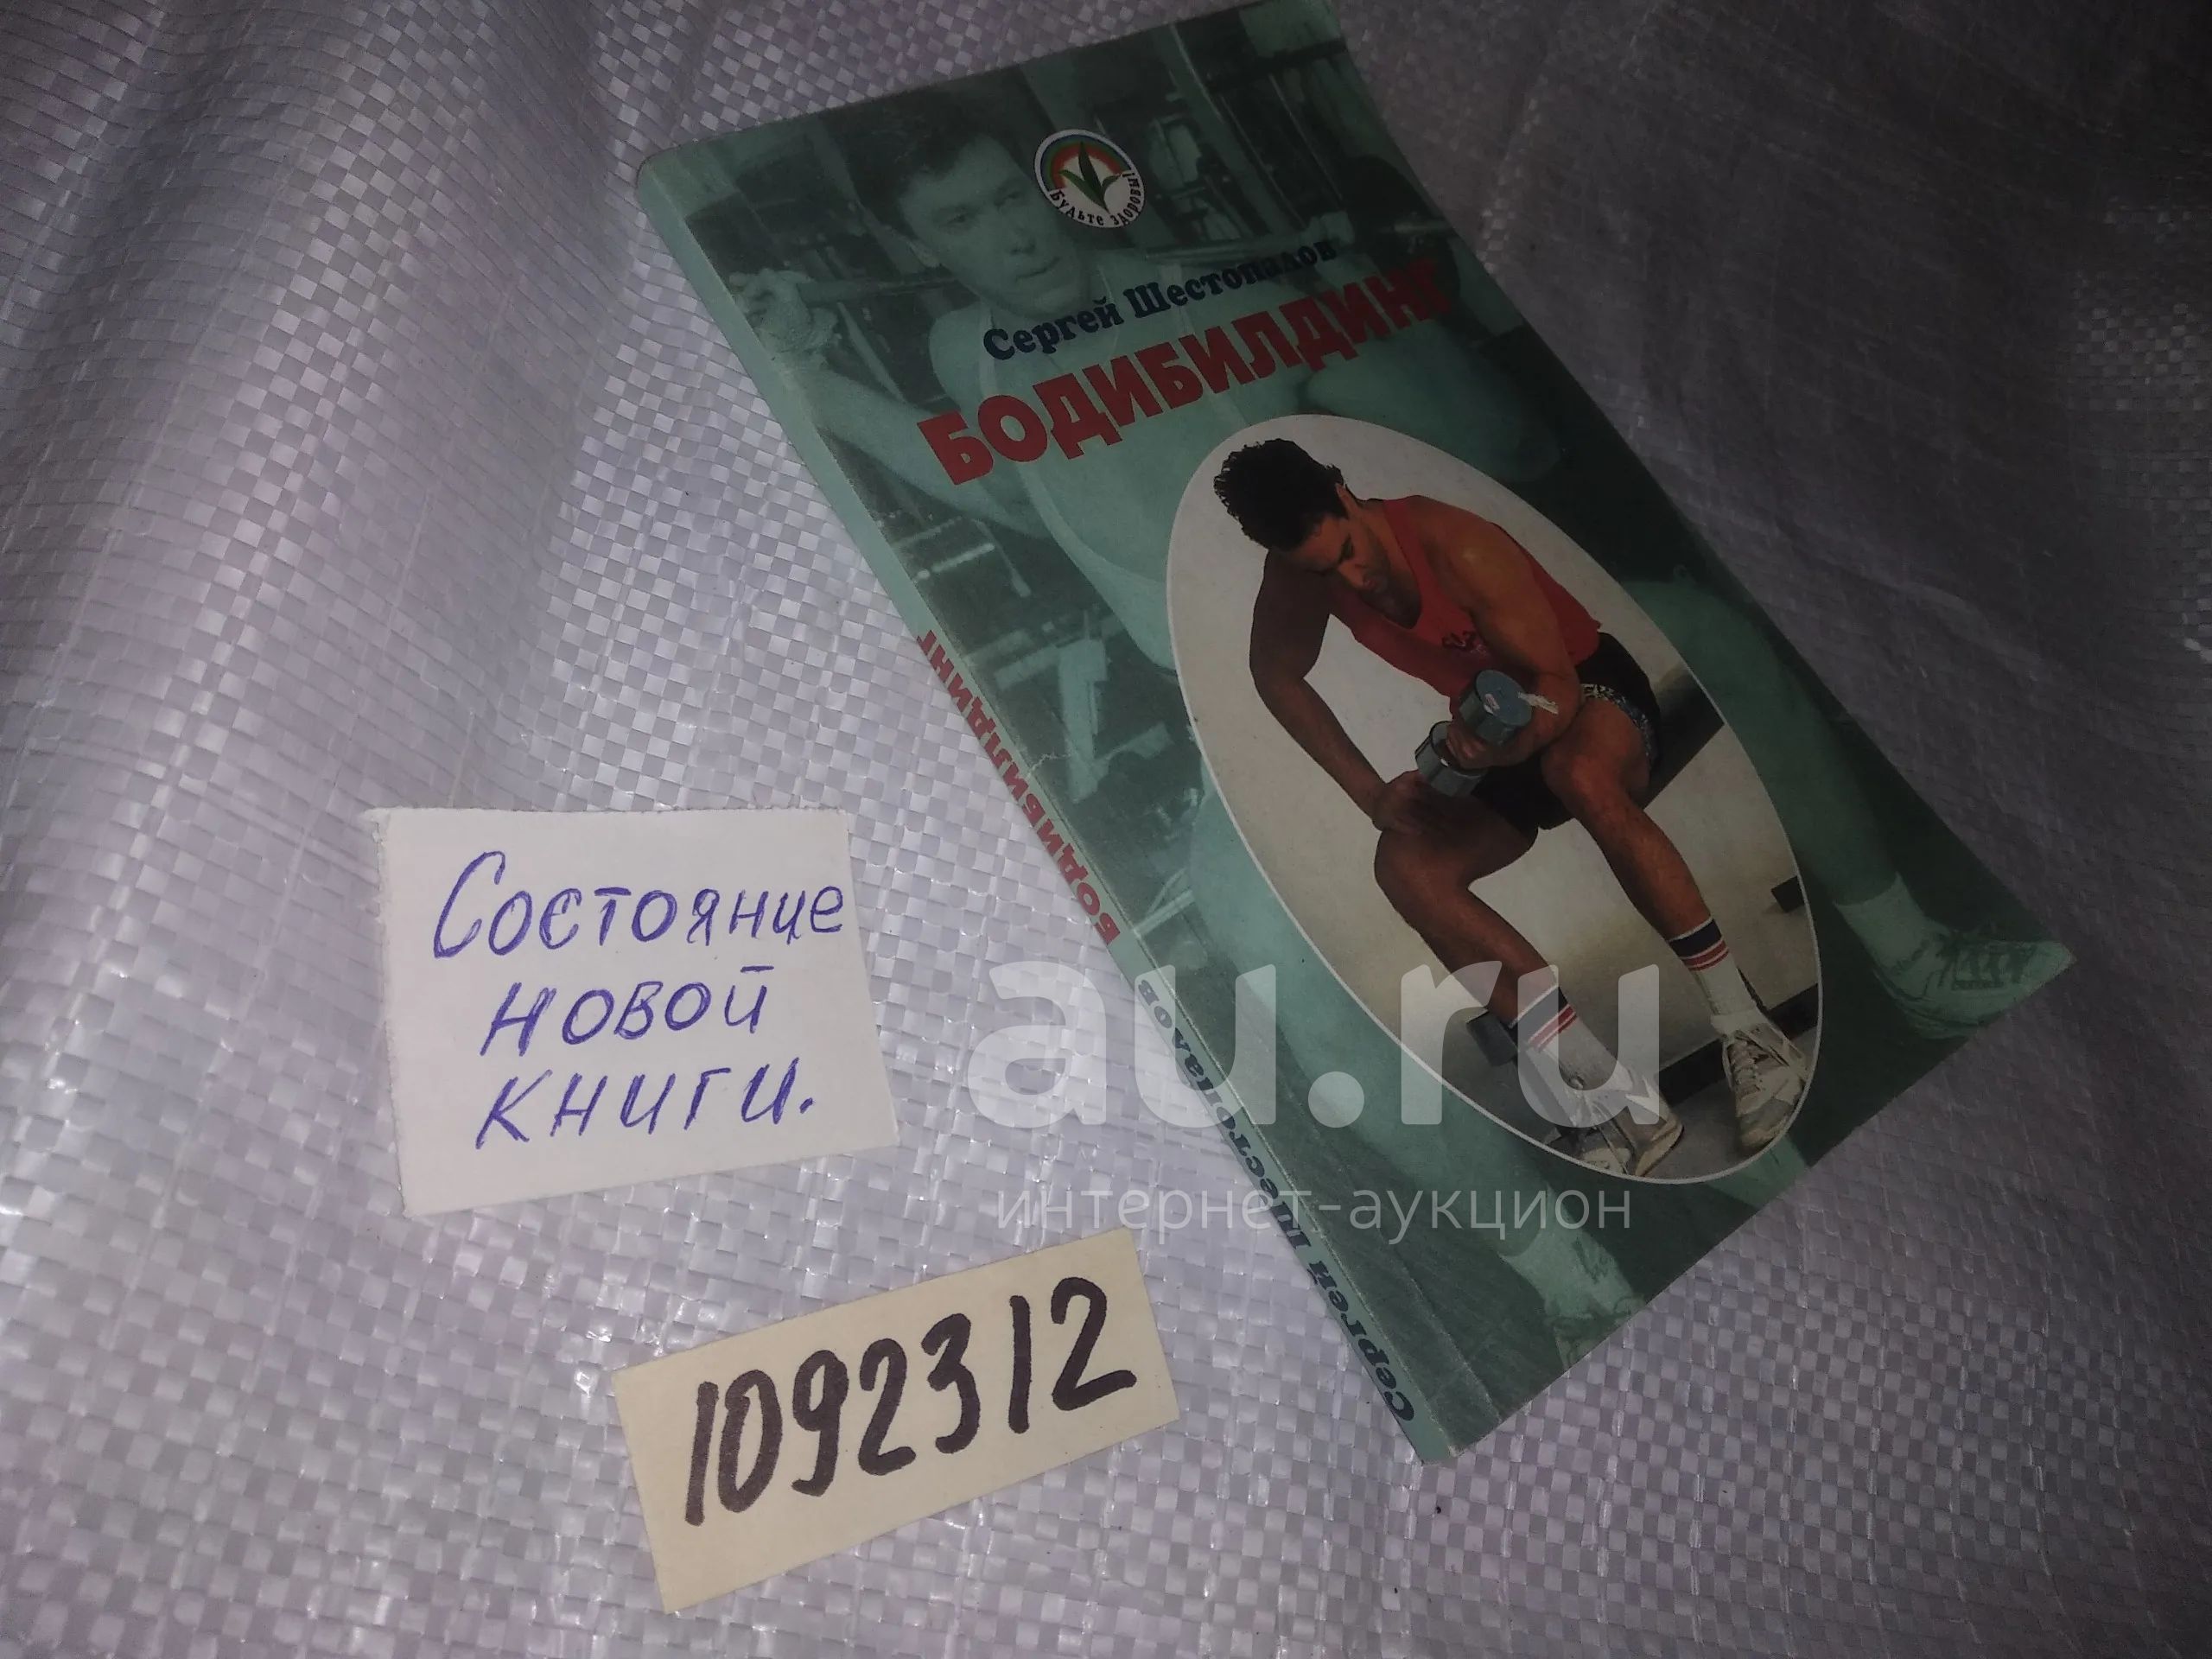 Будьте здоровы!
Сергей Шестопалов
БОДИБИЛДИНГ
БОДИБИЛДИНГ
Сергей Шестопалов
Состояние
новой
книги.
au.ru
интернет-аукцион
1092312